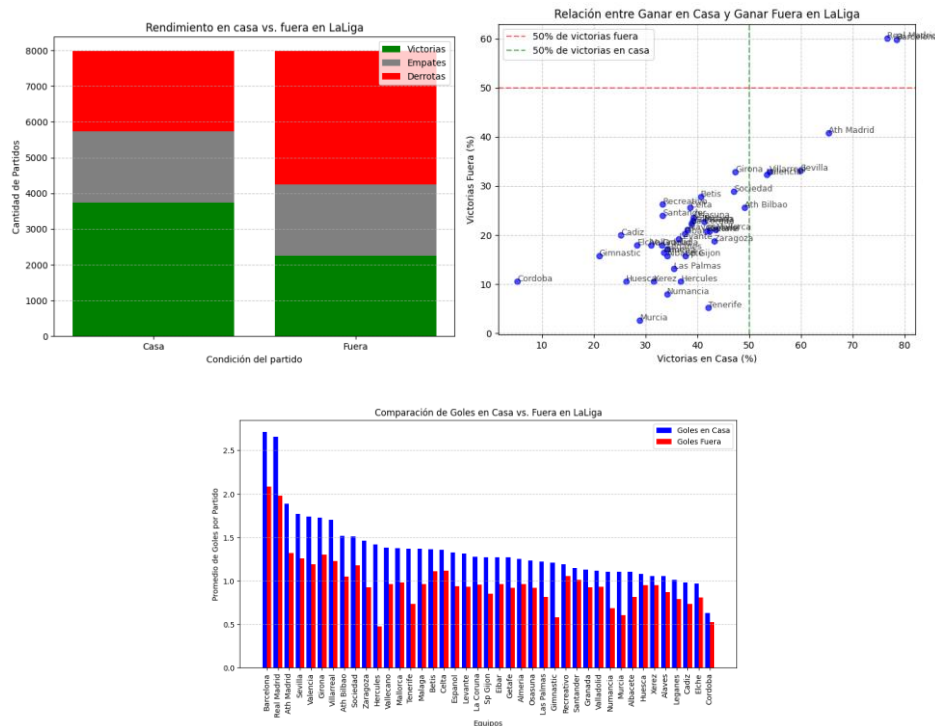 Rendimiento en casa vs. fuera en LaLiga
Victorias
Empates
Derrotas
Cantidad de Partidos
8000
7000
6000
5000
4000
3000
2000
1000
0
Casa
Fuera
Condición del partido
Relación entre Ganar en Casa y Ganar Fuera en LaLiga
50% de victorias fuera
50% de victorias en casa
Victorias Fuera (%)
60
50
40
30
20
10
0
Real Madrid
Ath Madrid
Girona
Villarreal
Sevilla
Sociedad
Betis
Ath Bilbao
Recreativo
Celta
Santander
Osasuna
Cadiz
Zaragoza
Elche
Gimnastic
Las Palmas
Cordoba
Huesca
Xerez
Hercules
Numancia
Tenerife
Murcia
10
20
30
40
50
60
70
80
Victorias en Casa (%)
Comparación de Goles en Casa vs. Fuera en LaLiga
Goles en Casa
Goles Fuera
Promedio de Goles por Partido
2.5
2.0
1.5
1.0
0.5
0.0
Barcelona
Real Madrid
Ath Madrid
Sevilla
Valencia
Girona
Villarreal
Ath Bilbao
Sociedad
Zaragoza
Hercules
Vallecano
Mallorca
Tenerife
Malaga
Betis
Celta
Espanol
Levante
La Coruna
Sp Gijon
Eibar
Getafe
Almeria
Osasuna
Las Palmas
Gimnastic
Recreativo
Santander
Granada
Valladolid
Numancia
Murcia
Albacete
Huesca
Xerez
Alaves
Leganes
Cadiz
Elche
Cordoba
Equipos